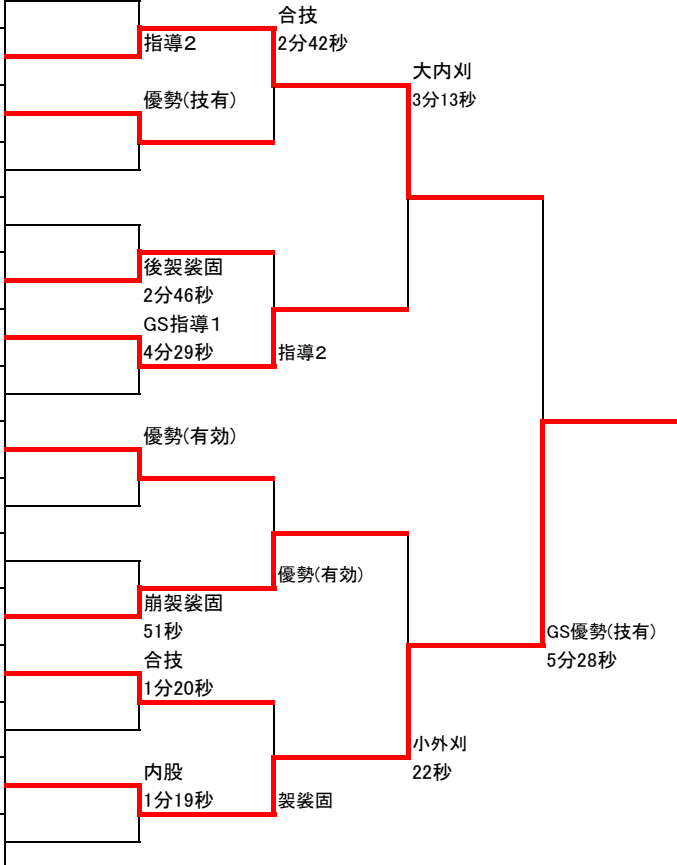 合技
2分42秒
指導2
大内刈
3分13秒
優勢(技有)
後袈裟固
2分46秒
GS指導1
4分29秒
指導2
優勢(有効)
優勢(有効)
崩袈裟固
51秒
GS優勢(技有)
5分28秒
合技
1分20秒
小外刈
22秒
内股
1分19秒
袈裟固